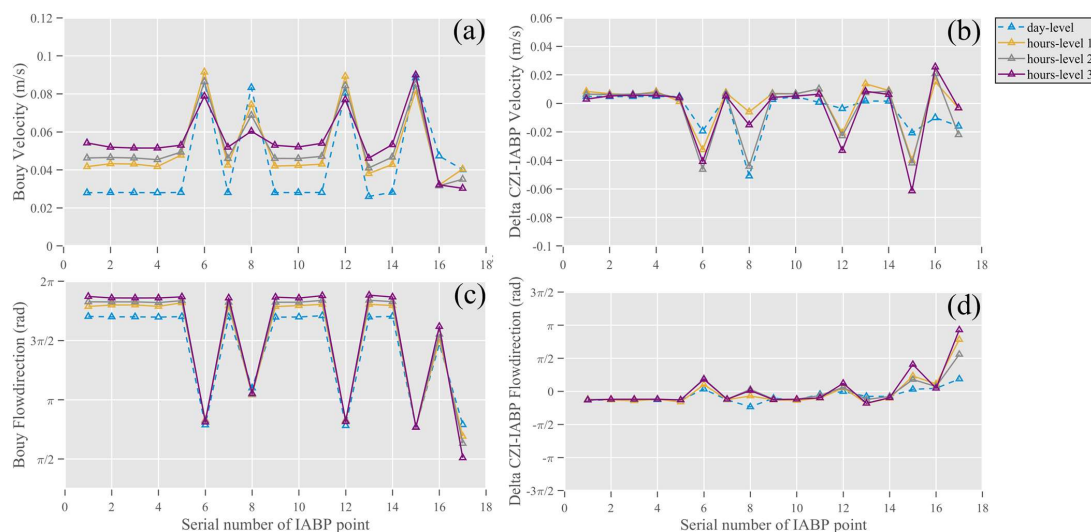 (a)
Bouy Velocity (m/s)
0.12
0.1
0.08
0.06
0.04
0.02
0
0 2 4 6 8 10 12 14 16 18
(b)
Delta CZI-IABP Velocity (m/s)
0.06
0.04
0.02
0
-0.02
-0.04
-0.06
-0.08
-0.1
0 2 4 6 8 10 12 14 16 18
day-level
hours-level 1
hours-level 2
hours-level 3
(c)
Bouy Flowdirection (rad)
2π
3π/2
π
π/2
0 2 4 6 8 10 12 14 16 18
Serial number of IABP point
(d)
Delta CZI-IABP Flowdirection (rad)
3π/2
π
π/2
0
-π/2
-π
-3π/2
0 2 4 6 8 10 12 14 16 18
Serial number of IABP point